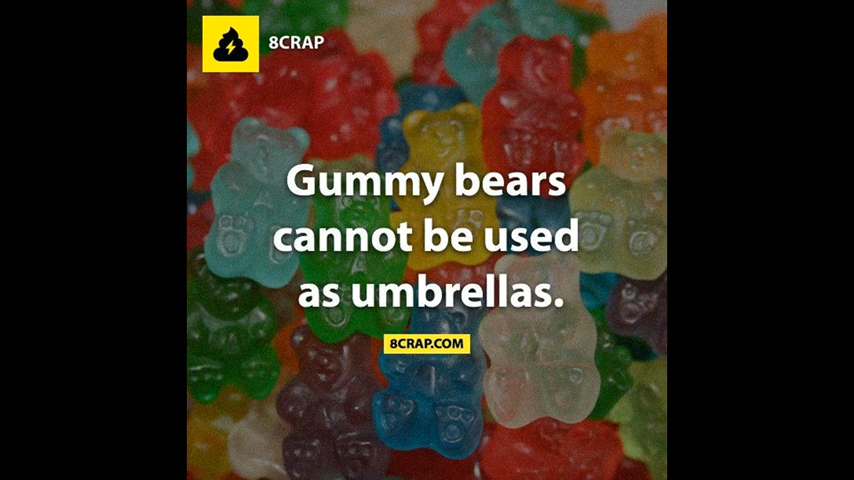 8CRAP
Gummy bears
cannot be used
as umbrellas.
8CRAP.COM